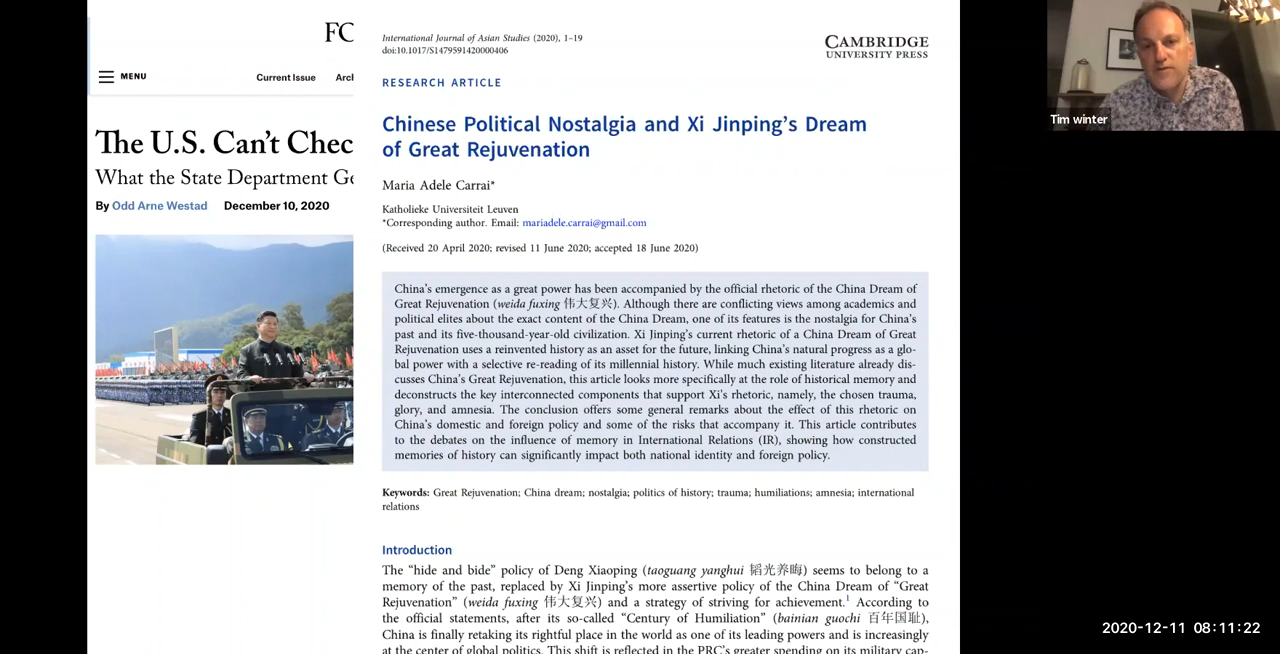 FC
MENU
Current Issue
The U.S. Can't Chec
What the State Department
By Odd Arne Westad December 10, 2020
International Journal of Asian Studies (2020), 1–19
doi:10.1017/S1479591420000406
CAMBRIDGE
UNIVERSITY PRESS
RESEARCH ARTICLE
Chinese Political Nostalgia and Xi Jinping's Dream
of Great Rejuvenation
Maria Adele Carrai*
Katholieke Universiteit Leuven
*Corresponding author. Email: mariadele.carrai@gmail.com
(Received 20 April 2020; revised 11 June 2020; accepted 18 June 2020)
China's emergence as a great power has been accompanied by the official rhetoric of the China Dream of
Great Rejuvenation (weida fuxing 伟大复兴). Although there are conflicting views among academics and
political elites about the exact content of the China Dream, one of its features is the nostalgia for China's
past and its five-thousand-year-old civilization. Xi Jinping's current rhetoric of a China Dream of Great
Rejuvenation uses a reinvented history as an asset for the future, linking China's natural progress as a glo-
bal power with a selective re-reading of its millennial history. While much existing literature already dis-
cusses China's Great Rejuvenation, this article looks more specifically at the role of historical memory and
deconstructs the key interconnected components that support Xi's rhetoric, namely, the chosen trauma,
glory, and amnesia. The conclusion offers some general remarks about the effect of this rhetoric on
China's domestic and foreign policy and some of the risks that accompany it. This article contributes
to the debates on the influence of memory in International Relations (IR), showing how constructed
memories of history can significantly impact both national identity and foreign policy.
Keywords: Great Rejuvenation; China dream; nostalgia; politics of history; trauma; humiliations; amnesia; international
relations
Introduction
The "hide and bide" policy of Deng Xiaoping (taoguang yanghui 韬光养晦) seems to belong to a
memory of the past, replaced by Xi Jinping's more assertive policy of the China Dream of "Great
Rejuvenation" (weida fuxing 伟大复兴) and a strategy of striving for achievement.1 According to
the official statements, after its so-called "Century of Humiliation" (bainian guochi 百年国耻),
China is finally retaking its rightful place in the world as one of its leading powers and is increasingly
at the center of global politics. This shift is reflected in the PRC's greater spending on its military cap-
Tim winter
2020-12-11 08:11:22